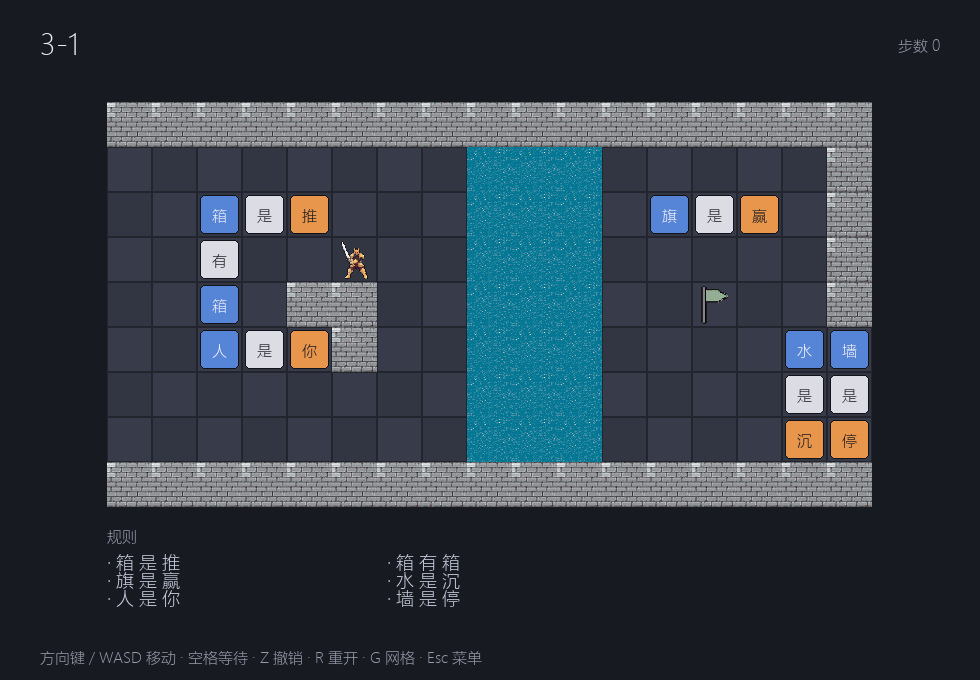 3-1
步数 0
箱 是 推
旗 是 赢
有
箱
人 是 你
水 墙
是 是
沉 停
规则
· 箱 是 推
· 箱 有 箱
· 旗 是 赢
· 水 是 沉
· 人 是 你
· 墙 是 停
方向键 / WASD 移动 · 空格等待 · Z 撤销 · R 重开 · G 网格 · Esc 菜单